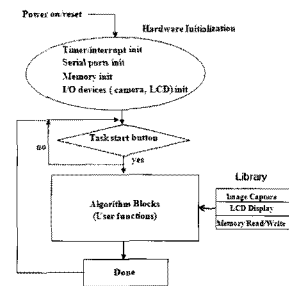 Power on/reset
Hardware Initialization
Timer/interrupt init
Serial ports init
Memory init
I/O devices ( camera, LCD) init
Task start button
no
yes
Library
Image Capture
LCD Display
Memory Read/Write
Algorithm Blocks
(User functions)
Done